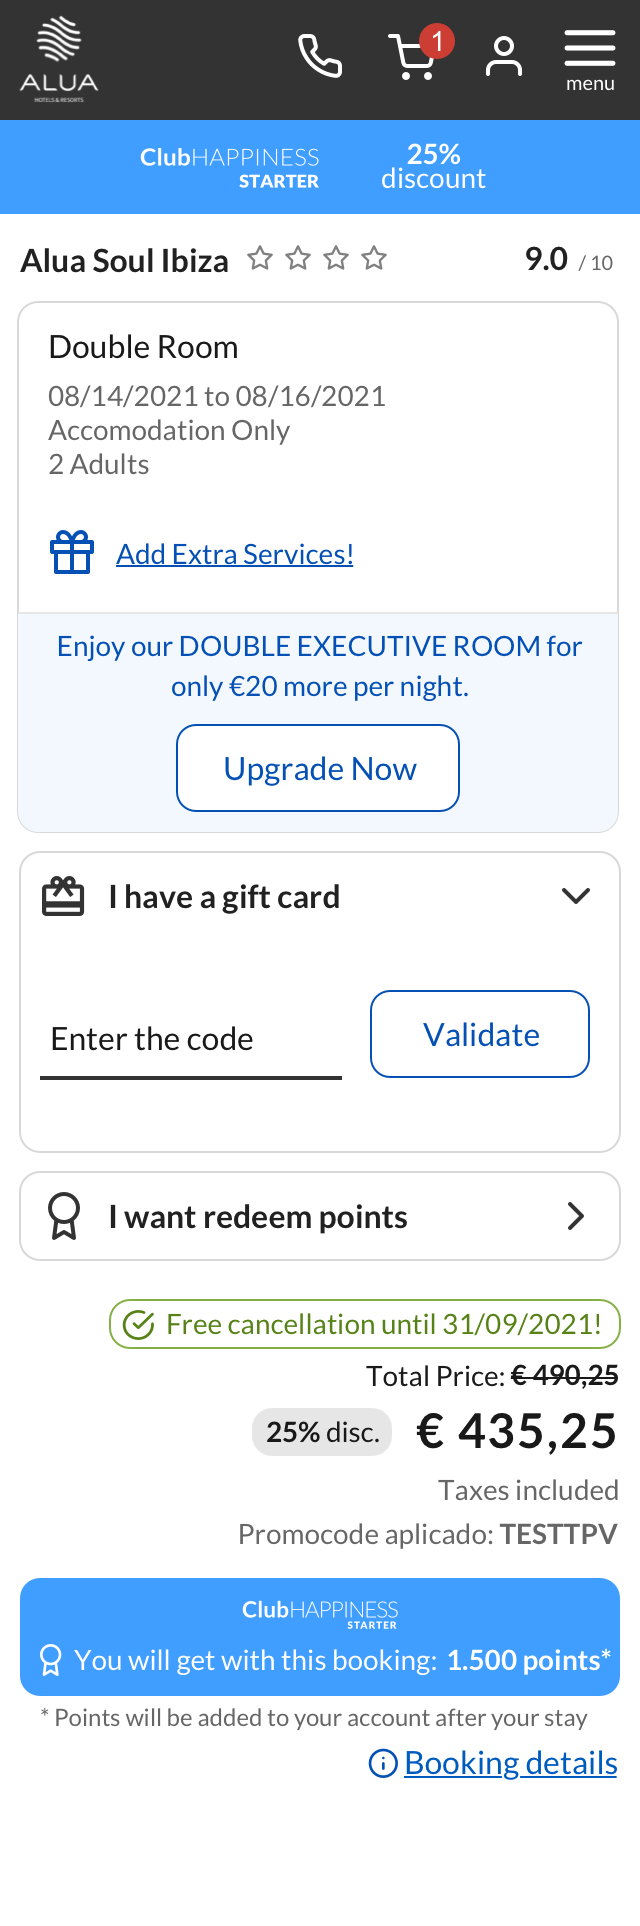 ALUA
HOTELS & RESORTS
1
menu
ClubHAPPINESS
STARTER
25%
discount
Alua Soul Ibiza
9.0 / 10
Double Room
08/14/2021 to 08/16/2021
Accomodation Only
2 Adults
Add Extra Services!
Enjoy our DOUBLE EXECUTIVE ROOM for
only €20 more per night.
Upgrade Now
I have a gift card
Enter the code
Validate
I want redeem points
Free cancellation until 31/09/2021!
Total Price: € 490,25
25% disc. € 435,25
Taxes included
Promocode aplicado: TESTTPV
ClubHAPPINESS
STARTER
You will get with this booking: 1.500 points*
* Points will be added to your account after your stay
Booking details